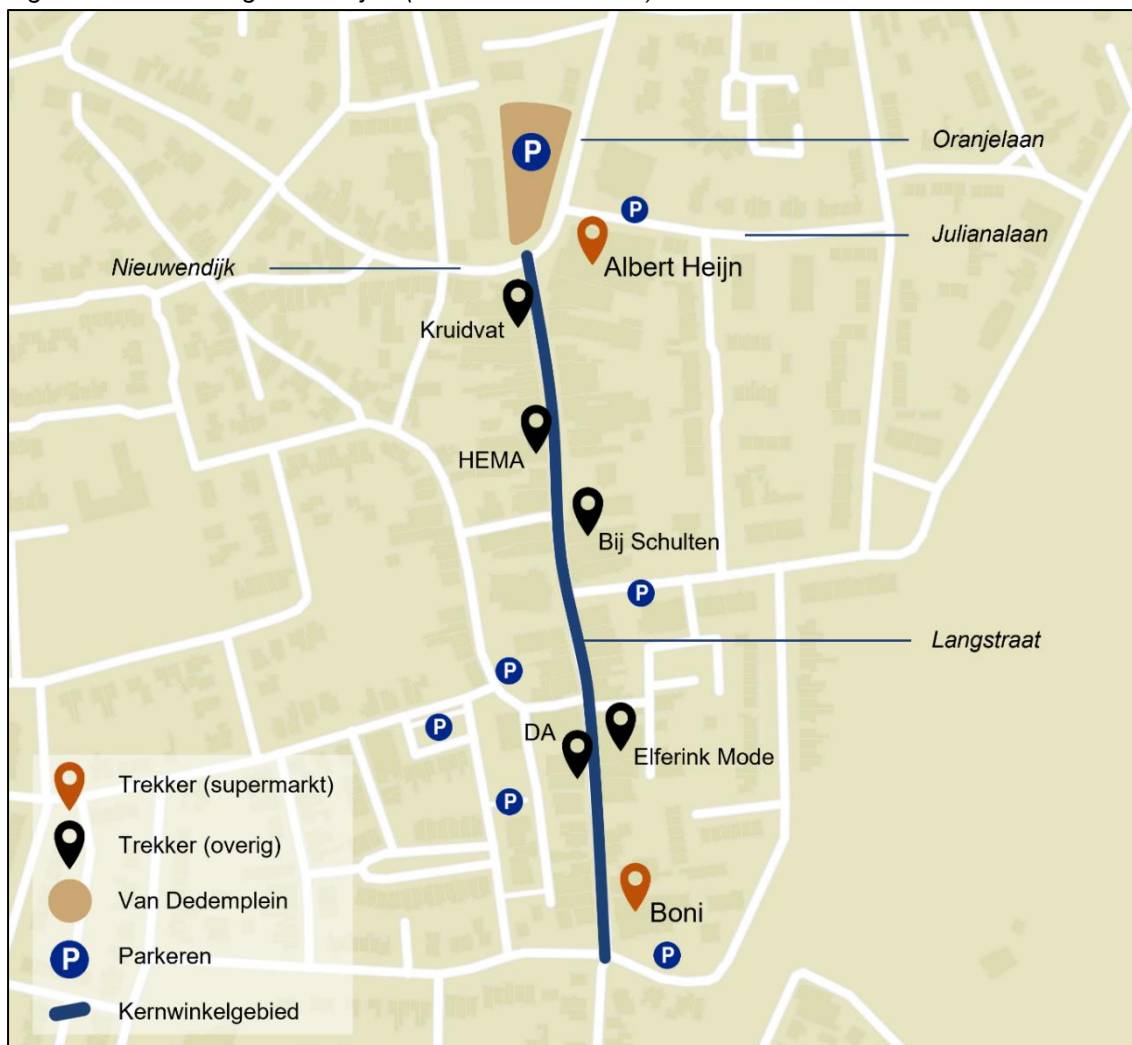 P
Oranjelaan
P
Julianalaan
Nieuwendijk
Albert Heijn
Kruidvat
HEMA
Bij Schulten
P
Langstraat
P
P
DA
Elferink Mode
P
Boni
P
Trekker (supermarkt)
Trekker (overig)
Van Dedemplein
P Parkeren
Kernwinkelgebied